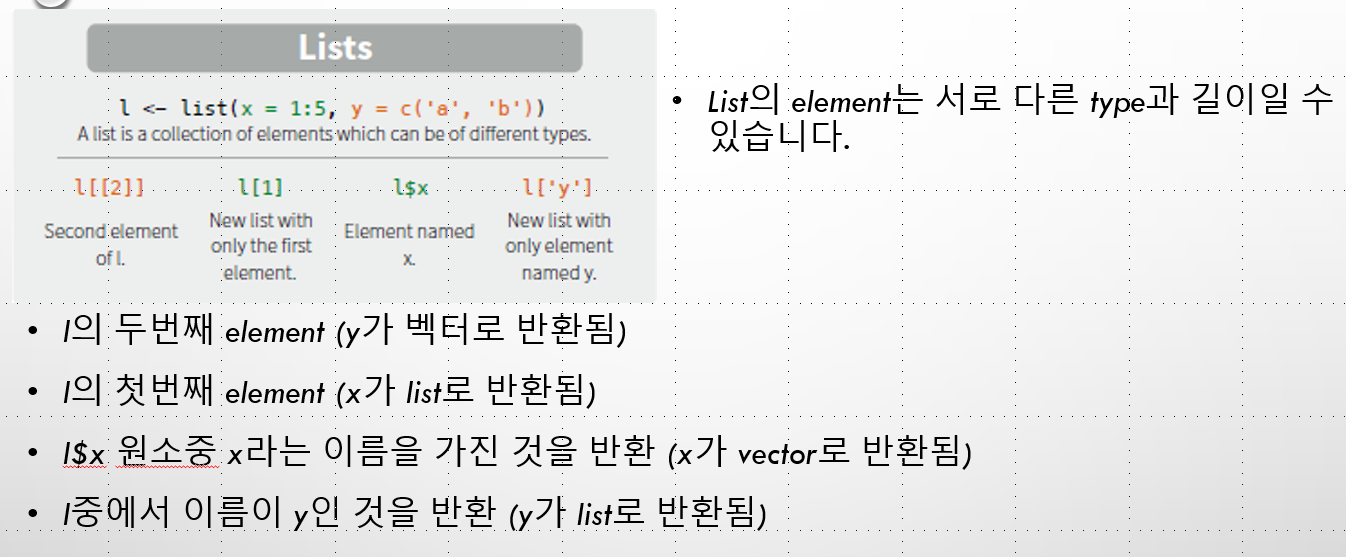 Lists
l <- list(x = 1:5, y = c('a', 'b'))
A list is a collection of elements which can be of different types.
l[[2]]
Second element
of l.
l[1]
New list with
only the first
element.
l$x
Element named
x.
l['y']
New list with
only element
named y.
• List의 element는 서로 다른 type과 길이일 수
있습니다.
• l의 두번째 element (y가 벡터로 반환됨)
• l의 첫번째 element (x가 list로 반환됨)
• l$x 원소중 x라는 이름을 가진 것을 반환 (x가 vector로 반환됨)
• l중에서 이름이 y인 것을 반환 (y가 list로 반환됨)